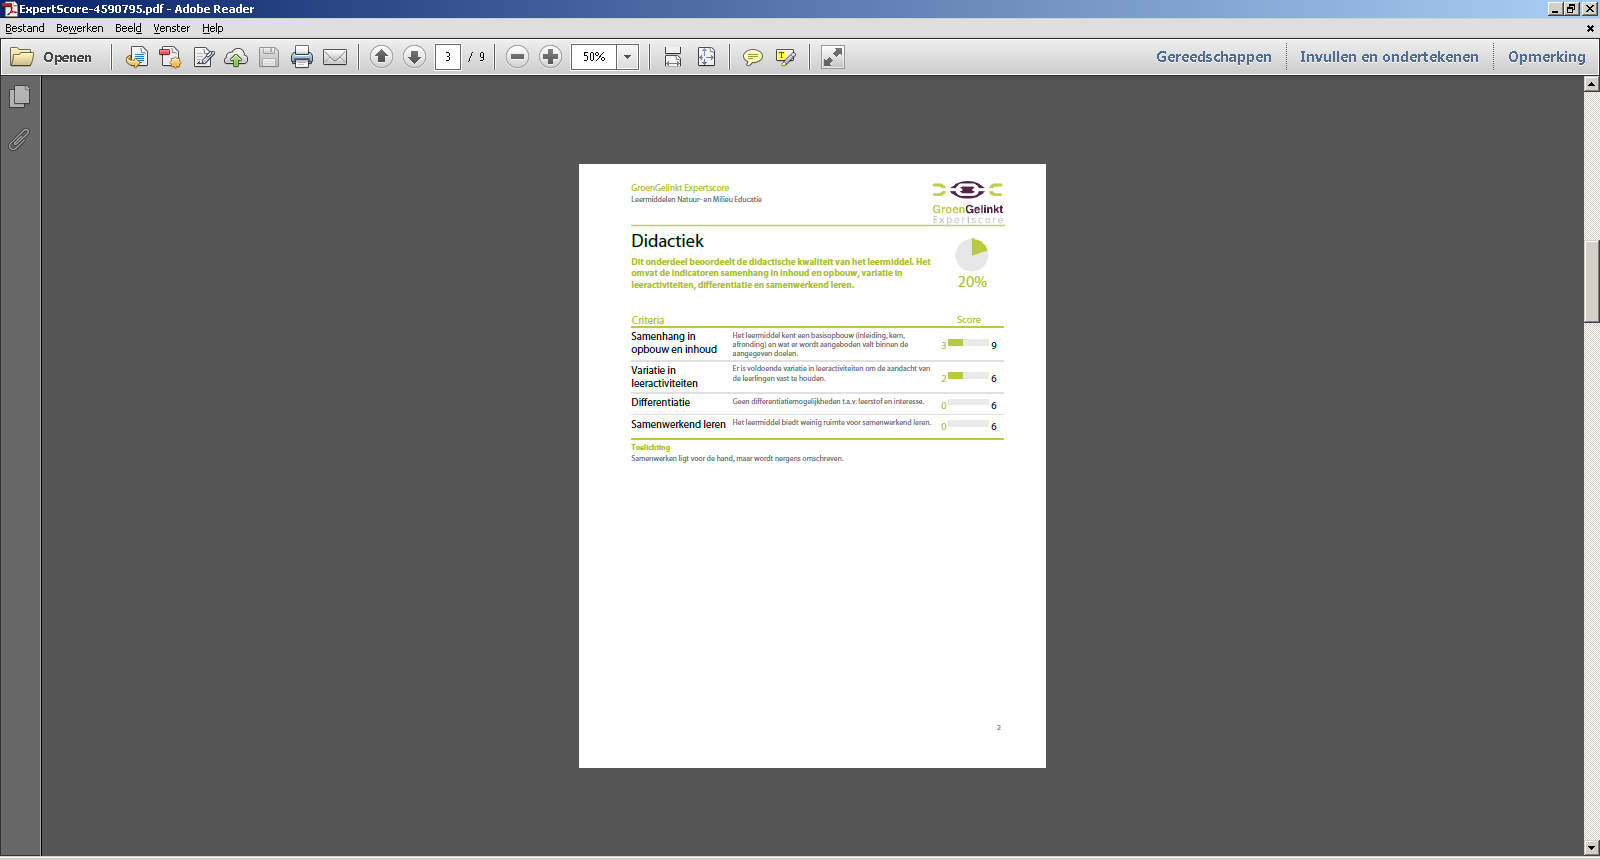 ExpertScore-4590795.pdf - Adobe Reader
Bestand Bewerken Beeld Venster Help
Openen 3 / 9 50% Gereedschappen Invullen en ondertekenen Opmerking
GroenGelinkt Expertscore
Leermiddelen Natuur- en Milieu Educatie
GroenGelinkt
Expertscore
Didactiek
Dit onderdeel beoordeelt de didactische kwaliteit van het leermiddel. Het
omvat de indicatoren samenhang in inhoud en opbouw, variatie in
leeractiviteiten, differentiatie en samenwerkend leren.
20%
Criteria Score
Samenhang in
opbouw en inhoud
Het leermiddel kent een basisopbouw (inleiding, kern,
afronding) en wat er wordt aangeboden valt binnen de
aangegeven doelen.
3 9
Variatie in
leeractiviteiten
Er is voldoende variatie in leeractiviteiten om de aandacht van
de leerlingen vast te houden.
2 6
Differentiatie Geen differentiatiemogelijkheden t.a.v. leerstof en interesse. 0 6
Samenwerkend leren Het leermiddel biedt weinig ruimte voor samenwerkend leren. 0 6
Toelichting
Samenwerken ligt voor de hand, maar wordt nergens omschreven.
2